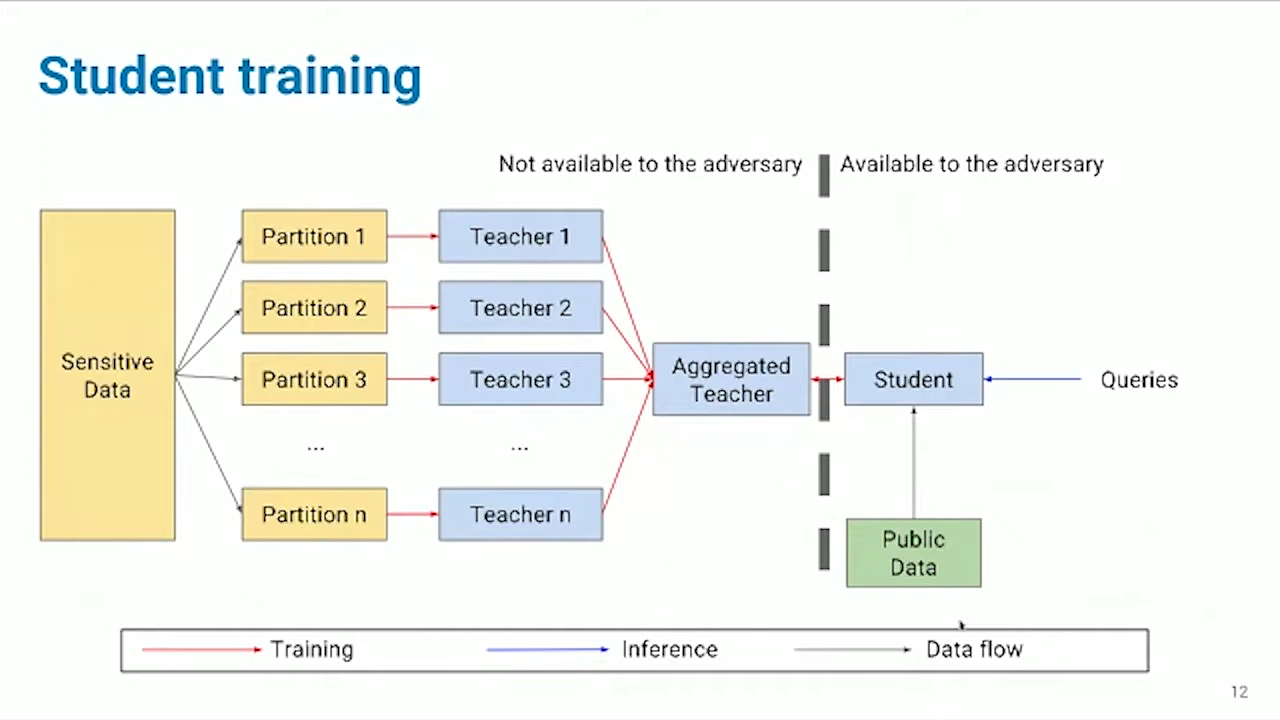 Student training
Not available to the adversary
Available to the adversary
Sensitive
Data
Partition 1
Teacher 1
Partition 2
Teacher 2
Partition 3
Teacher 3
...
...
Partition n
Teacher n
Aggregated
Teacher
Student
Queries
Public
Data
Training
Inference
Data flow
12